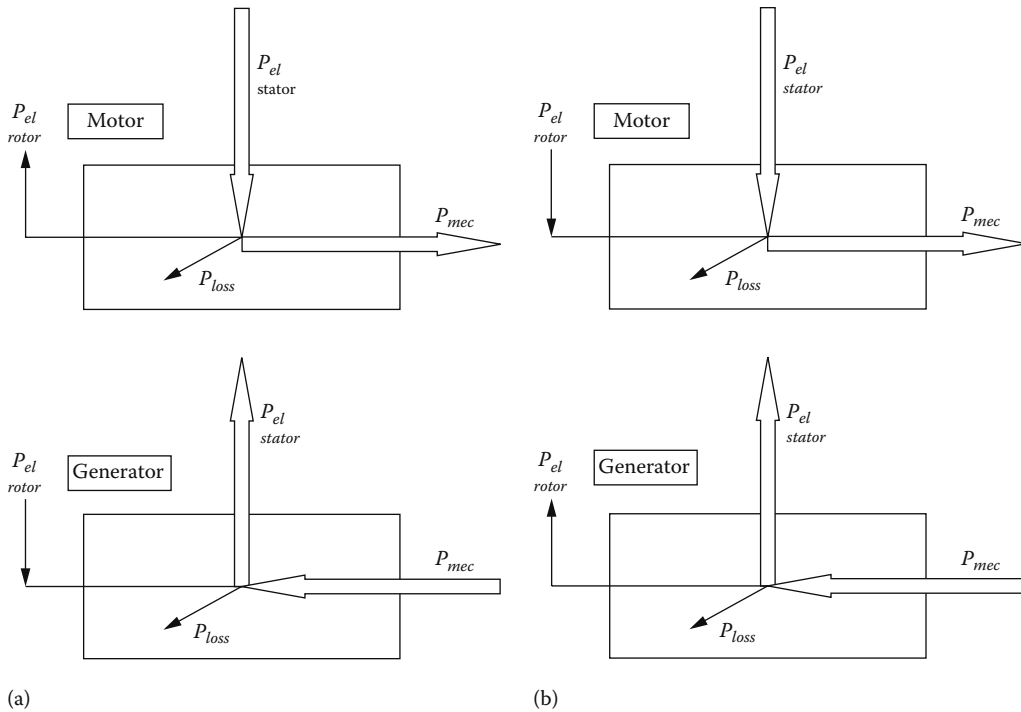 P_el
stator
P_el
rotor
Motor
P_mec
P_loss
P_el
stator
P_el
rotor
Motor
P_mec
P_loss
P_el
stator
P_el
rotor
Generator
P_mec
P_loss
P_el
stator
P_el
rotor
Generator
P_mec
P_loss
(a)
(b)